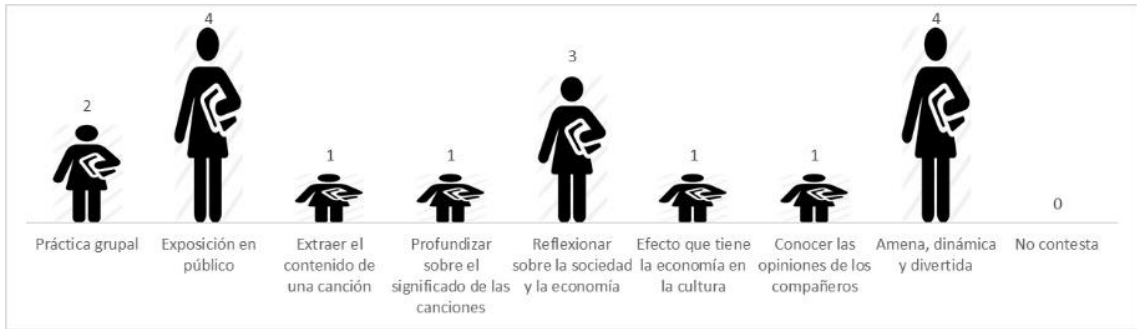 2
4
1
1
3
1
1
4
0
Práctica grupal
Exposición en
público
Extraer el
contenido de
una canción
Profundizar
sobre el
significado de las
canciones
Reflexionar
sobre la sociedad
y la economía
Efecto que tiene
la economía en
la cultura
Conocer las
opiniones de los
compañeros
Amena, dinámica
y divertida
No contesta